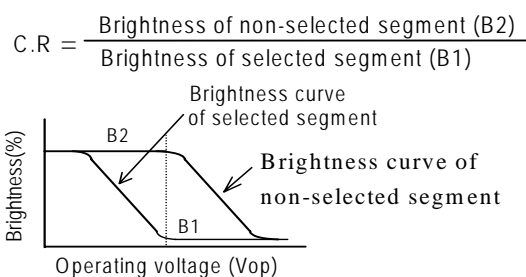 C.R = Brightness of non-selected segment (B2)
Brightness of selected segment (B1)
Brightness curve
of selected segment
B2
Brightness(%)
Brightness curve of
non-selected segment
B1
Operating voltage (Vop)